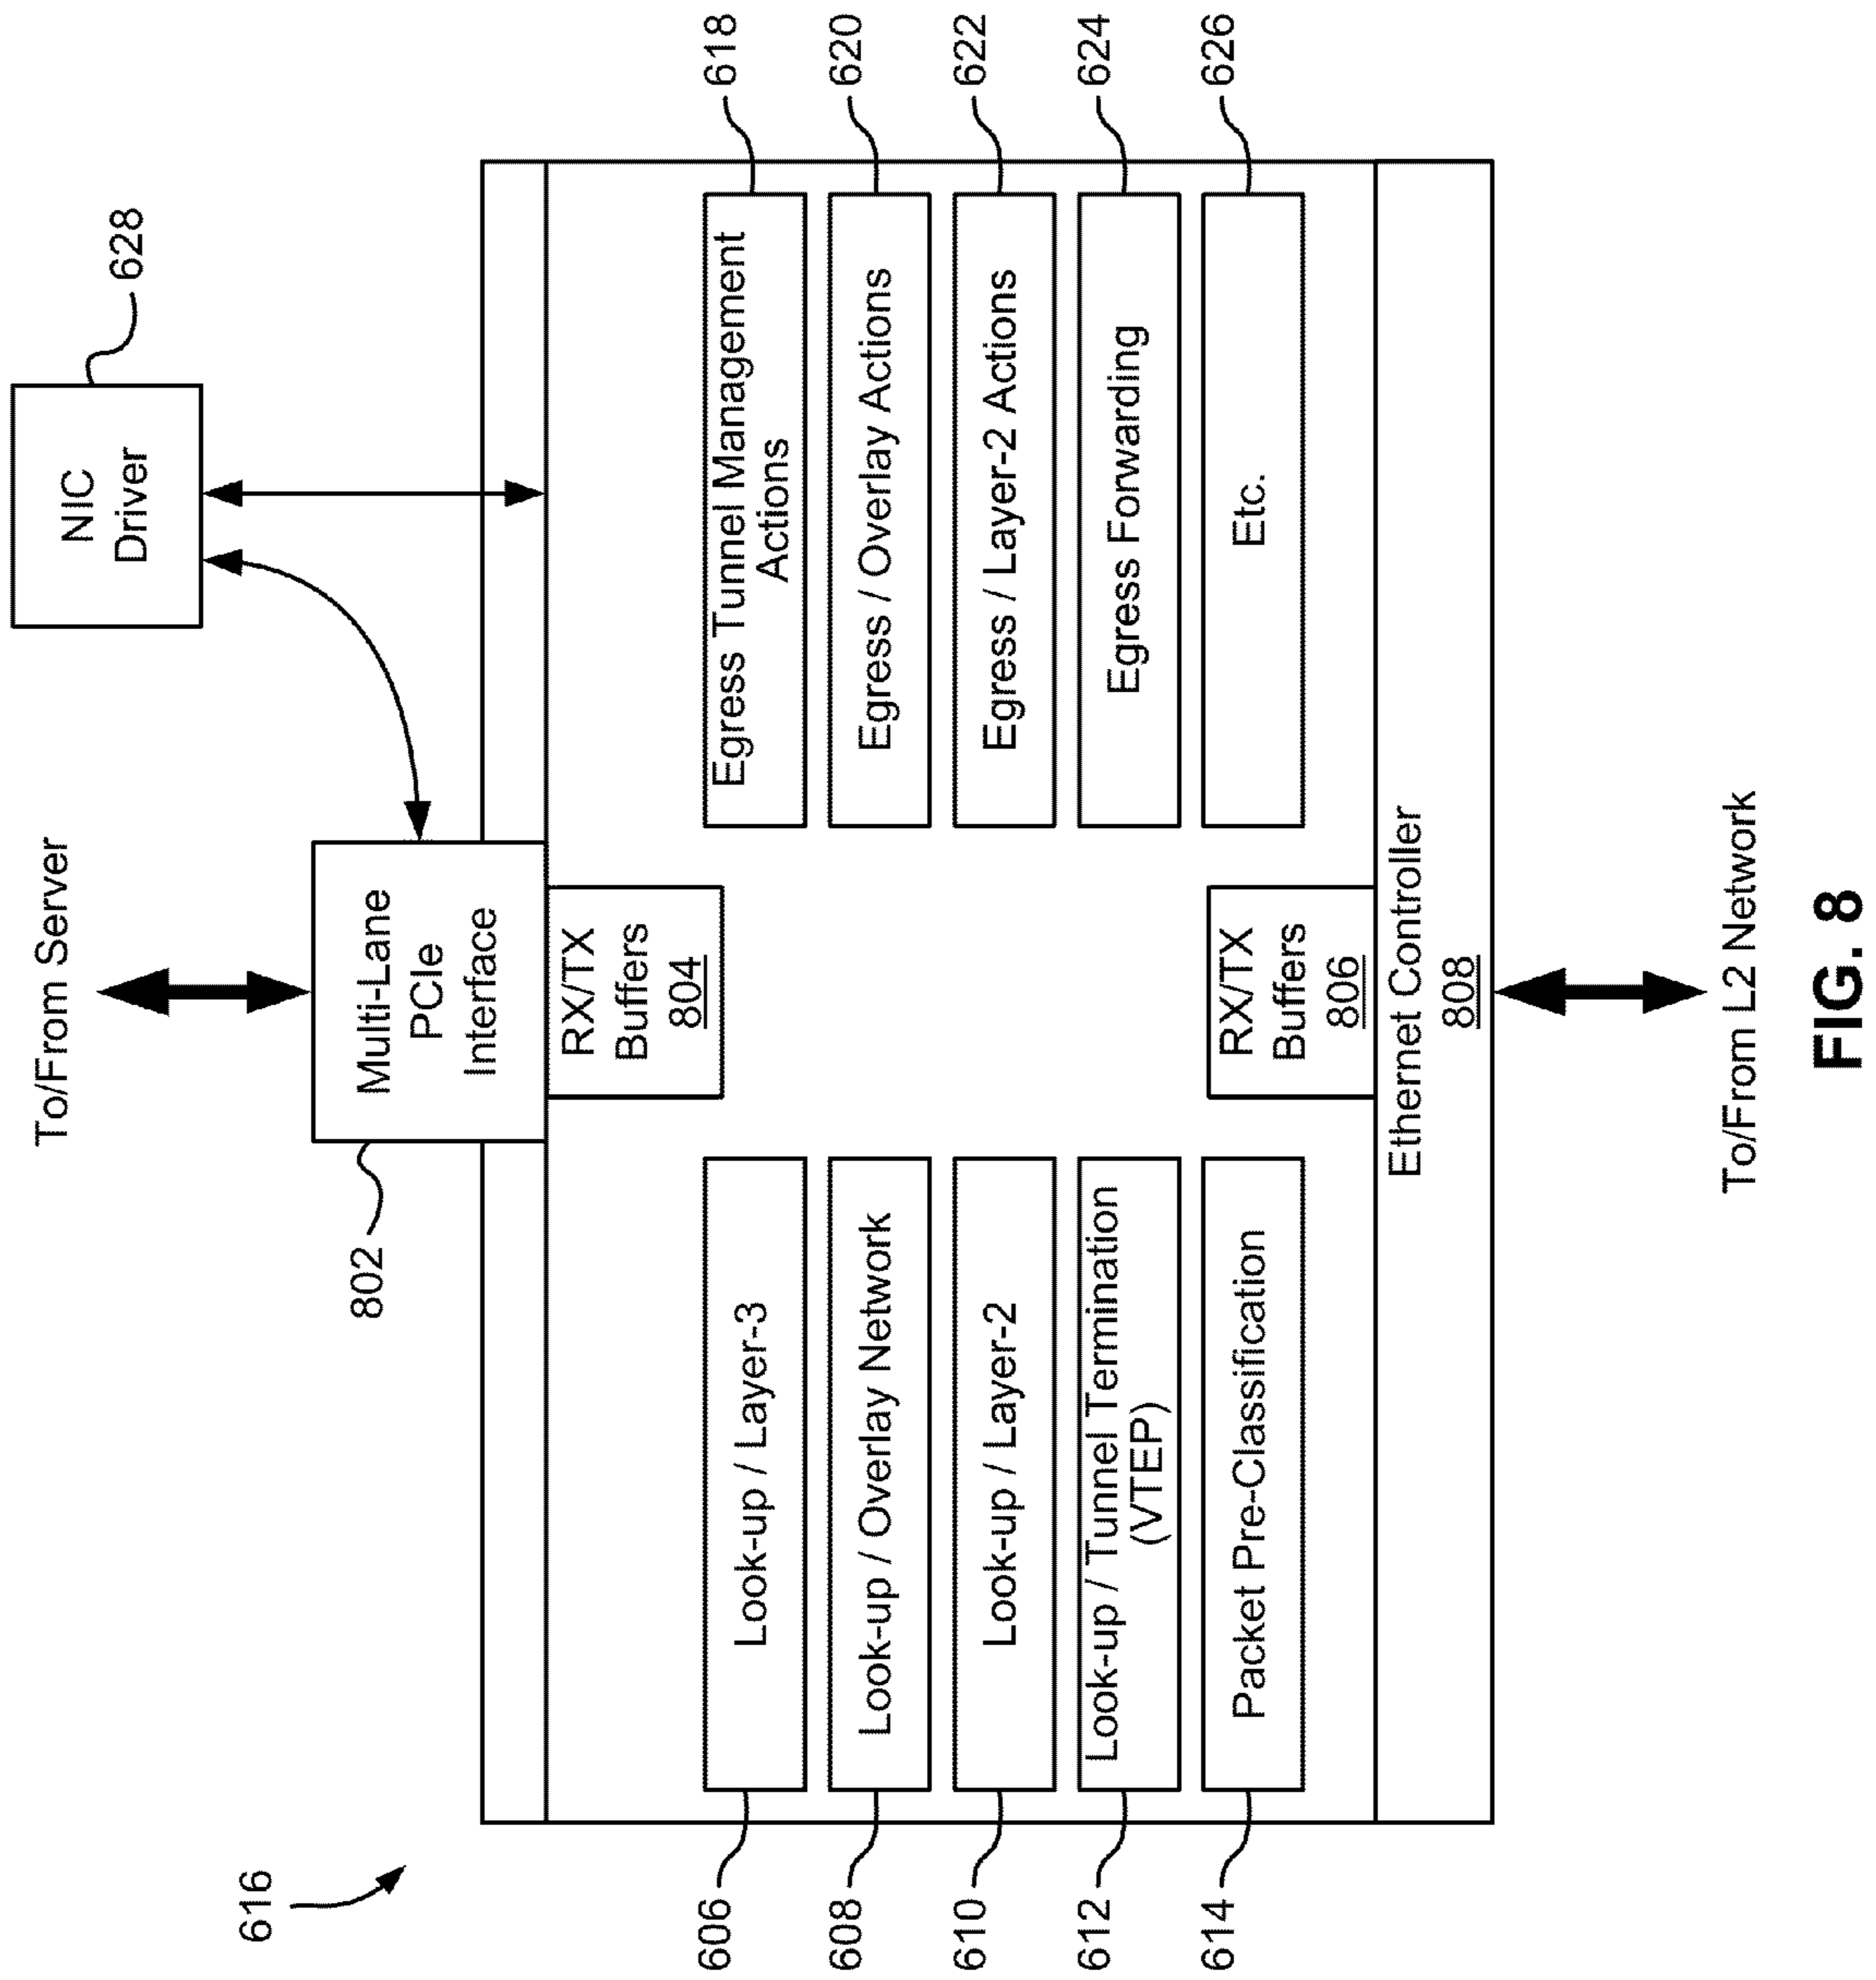 616
To/From Server
802
Multi-Lane
PCIe
Interface
NIC
Driver
628
RX/TX
Buffers
804
606
Look-up / Layer-3
608
Look-up / Overlay Network
610
Look-up / Layer-2
612
Look-up / Tunnel Termination
(VTEP)
614
Packet Pre-Classification
Egress Tunnel Management
Actions
618
Egress / Overlay Actions
620
Egress / Layer-2 Actions
622
Egress Forwarding
624
Etc.
626
RX/TX
Buffers
806
Ethernet Controller
808
To/From L2 Network
FIG. 8